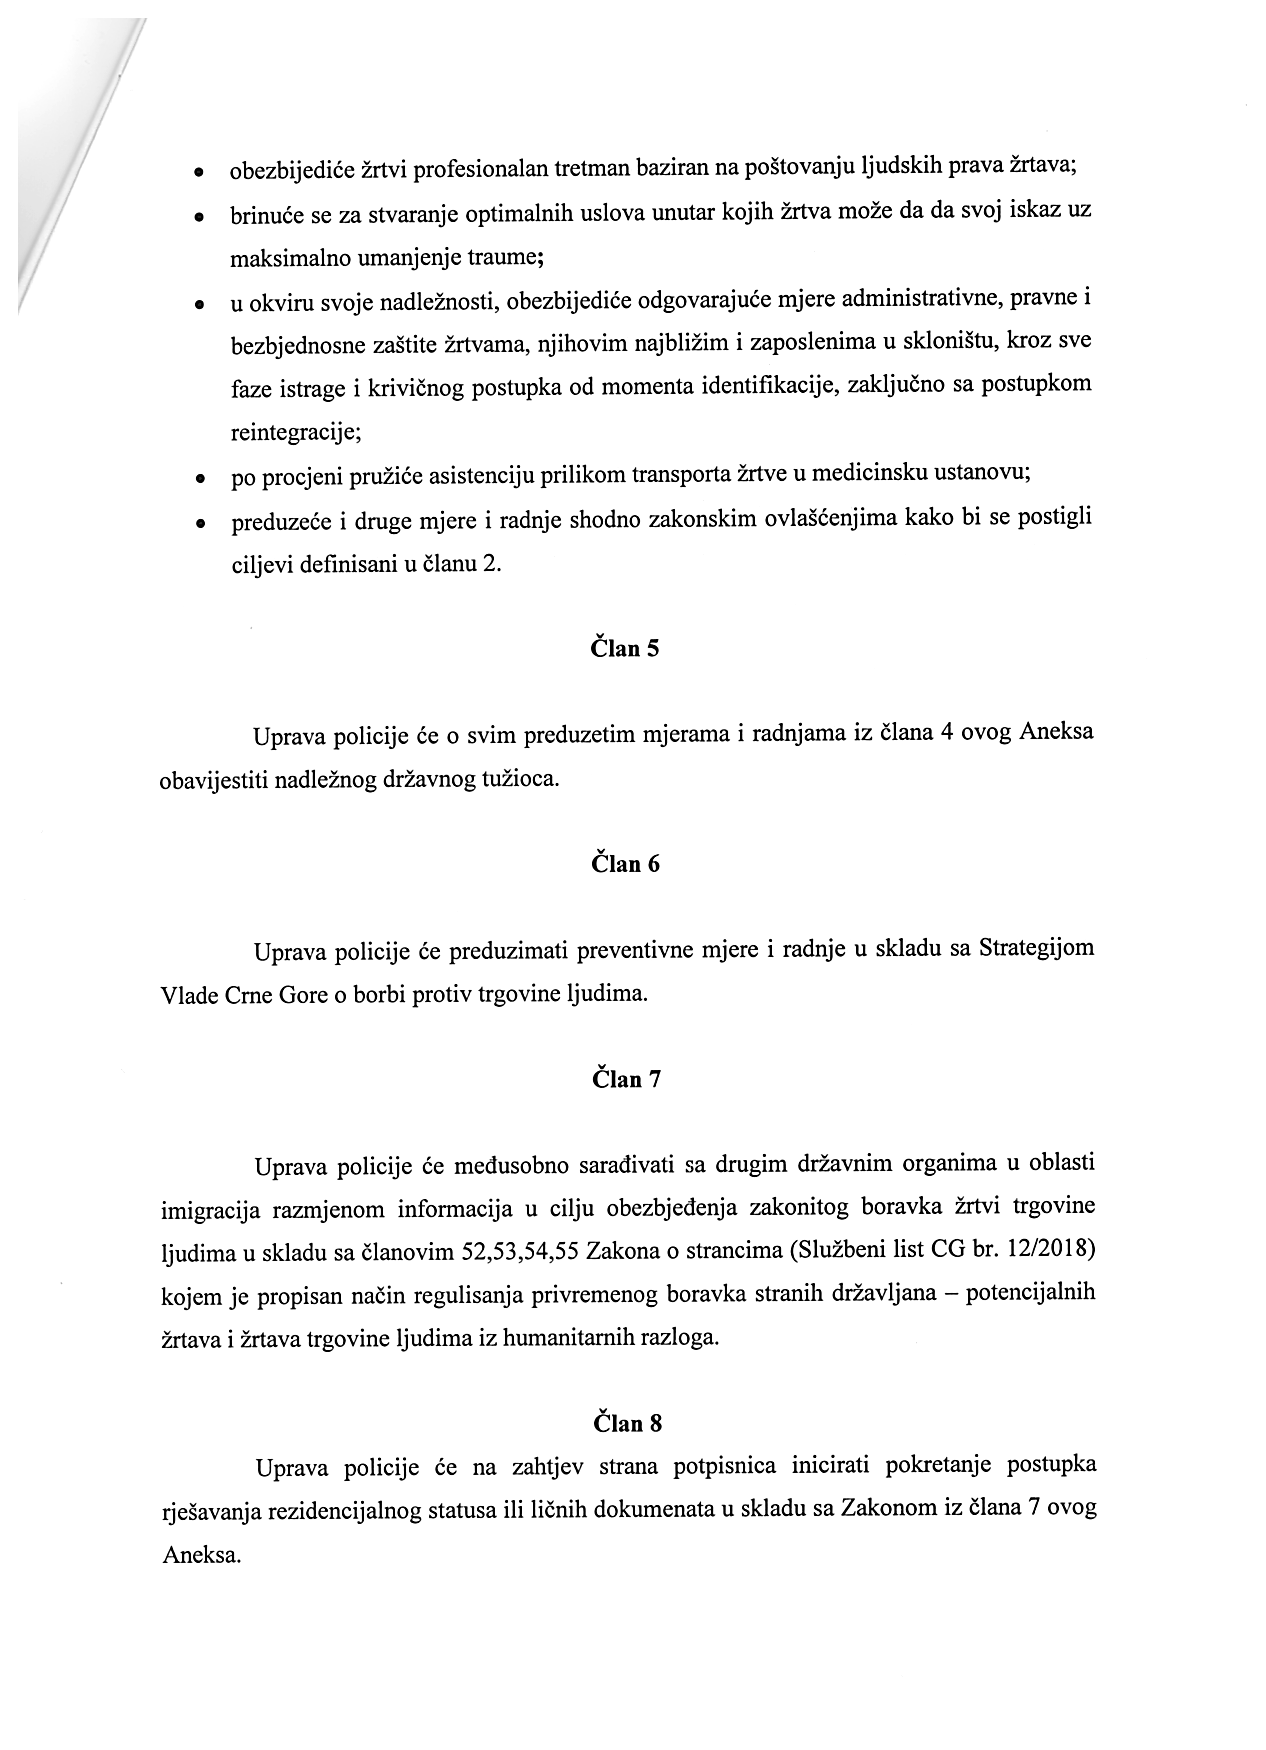 • obezbijediće žrtvi profesionalan tretman baziran na poštovanju ljudskih prava žrtava;
• brinuće se za stvaranje optimalnih uslova unutar kojih žrtva može da da svoj iskaz uz
maksimalno umanjenje traume;
• u okviru svoje nadležnosti, obezbijediće odgovarajuće mjere administrativne, pravne i
bezbjednosne zaštite žrtvama, njihovim najbližim i zaposlenima u skloništu, kroz sve
faze istrage i krivičnog postupka od momenta identifikacije, zaključno sa postupkom
reintegracije;
• po procjeni pružiće asistenciju prilikom transporta žrtve u medicinsku ustanovu;
• preduzeće i druge mjere i radnje shodno zakonskim ovlašćenjima kako bi se postigli
ciljevi definisani u članu 2.
Član 5
Uprava policije će o svim preduzetim mjerama i radnjama iz člana 4 ovog Aneksa
obavijestiti nadležnog državnog tužioca.
Član 6
Uprava policije će preduzimati preventivne mjere i radnje u skladu sa Strategijom
Vlade Crne Gore o borbi protiv trgovine ljudima.
Član 7
Uprava policije će međusobno sarađivati sa drugim državnim organima u oblasti
imigracija razmjenom informacija u cilju obezbjeđenja zakonitog boravka žrtvi trgovine
ljudima u skladu sa članovim 52,53,54,55 Zakona o strancima (Službeni list CG br. 12/2018)
kojem je propisan način regulisanja privremenog boravka stranih državljana – potencijalnih
žrtava i žrtava trgovine ljudima iz humanitarnih razloga.
Član 8
Uprava policije će na zahtjev strana potpisnica inicirati pokretanje postupka
rješavanja rezidencijalnog statusa ili ličnih dokumenata u skladu sa Zakonom iz člana 7 ovog
Aneksa.